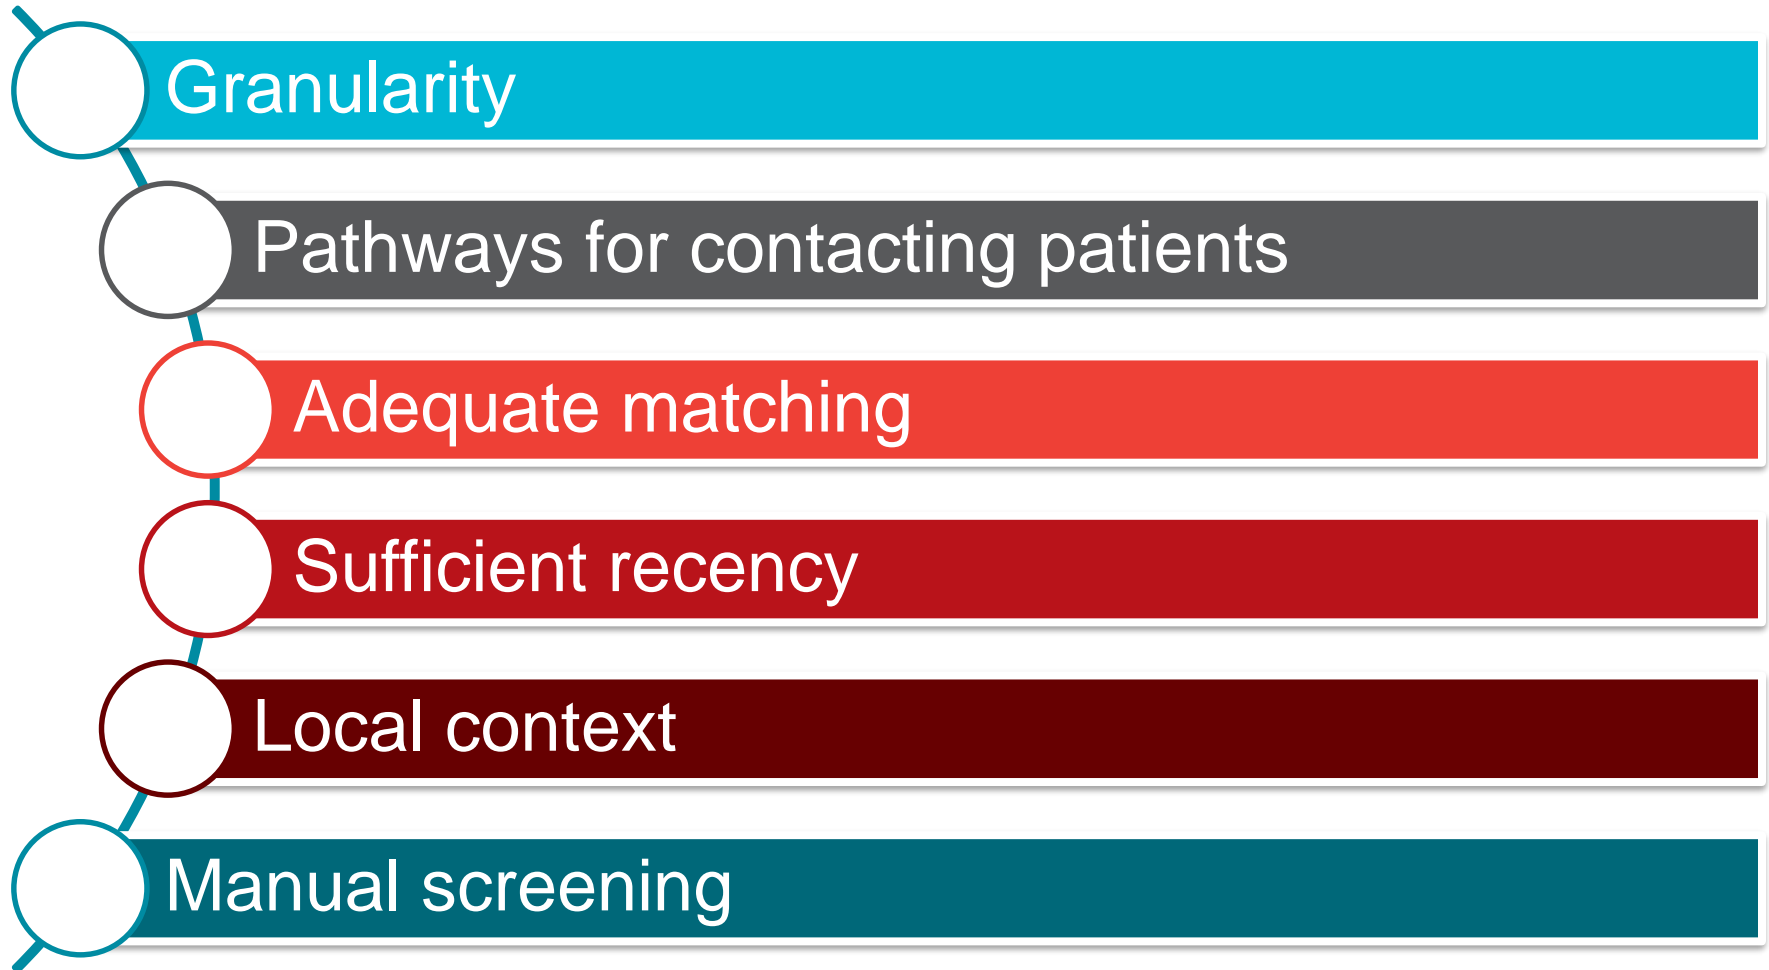 Granularity
Pathways for contacting patients
Adequate matching
Sufficient recency
Local context
Manual screening